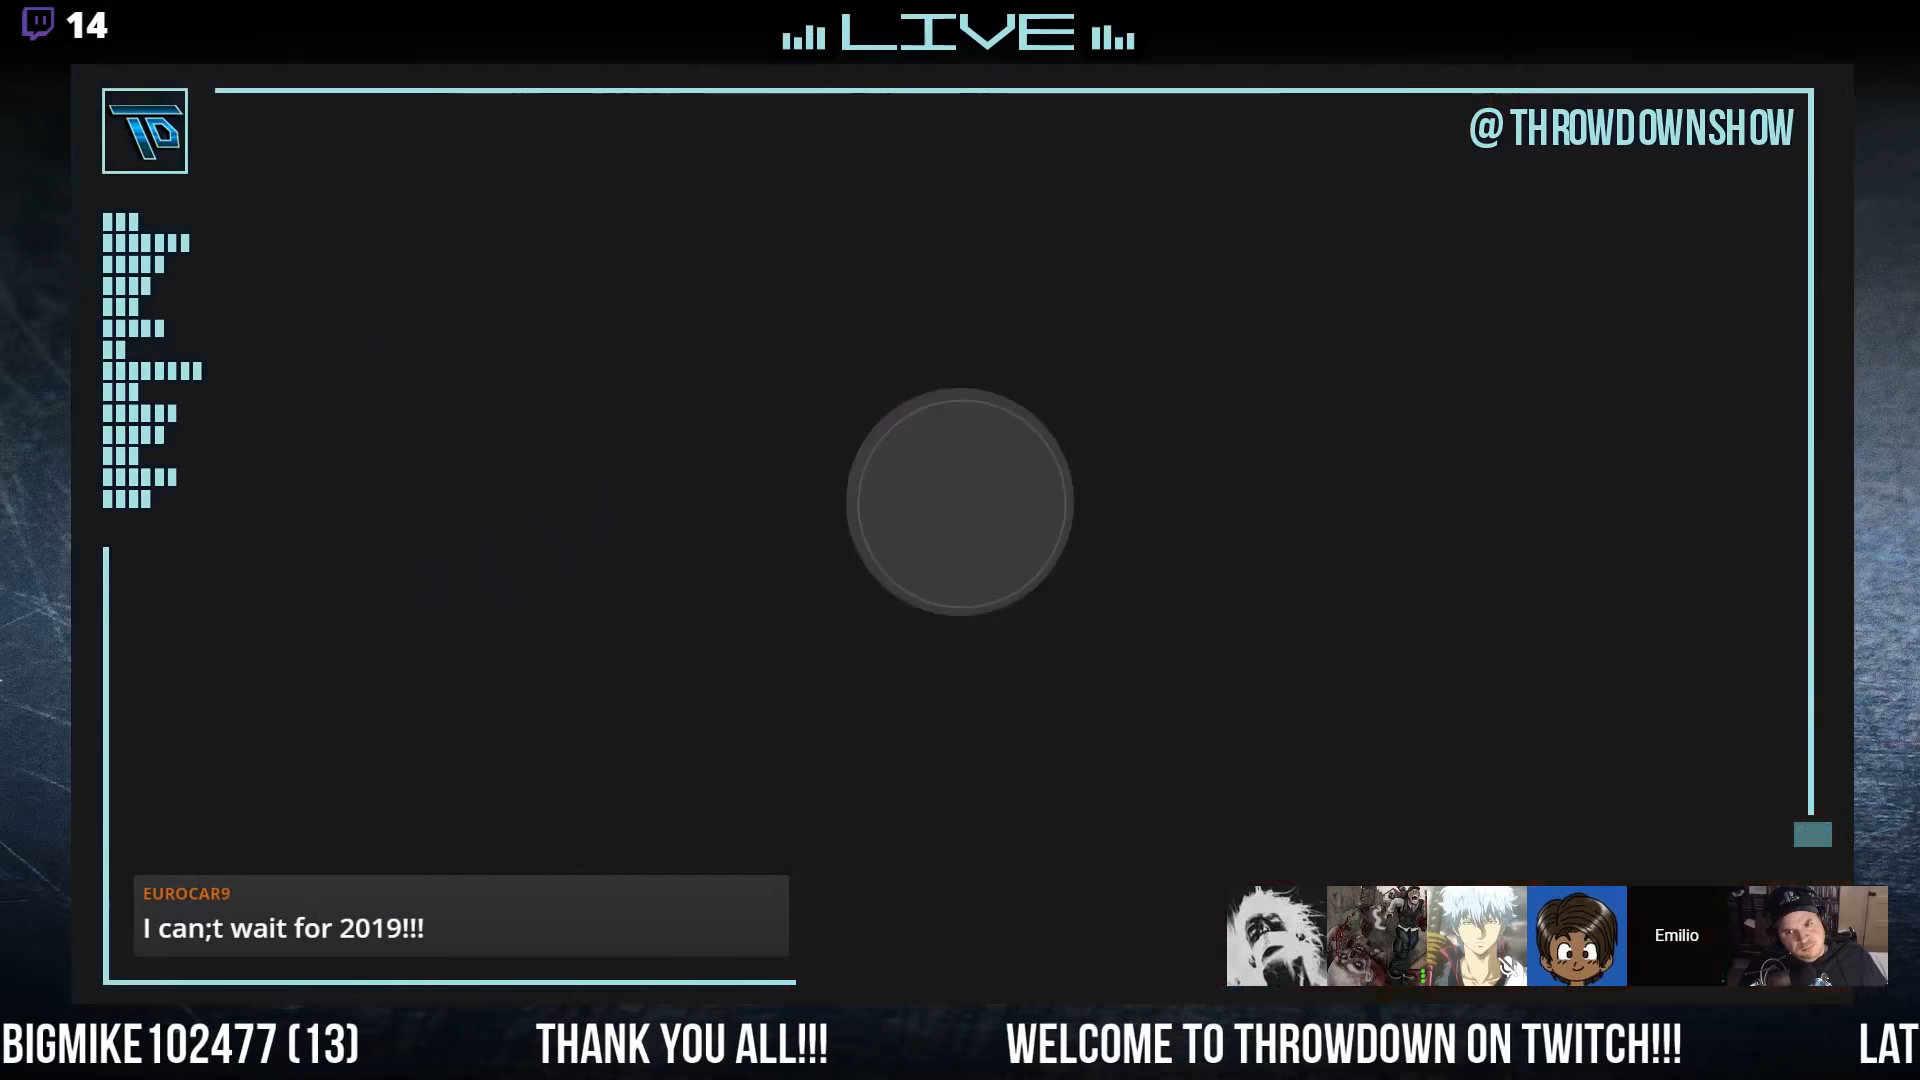 14
LIVE
TD
@THROWDOWNSHOW
EUROCAR9
I can;t wait for 2019!!!
Emilio
BIGMIKE102477 (13) THANK YOU ALL!!! WELCOME TO THROWDOWN ON TWITCH!!! LAT